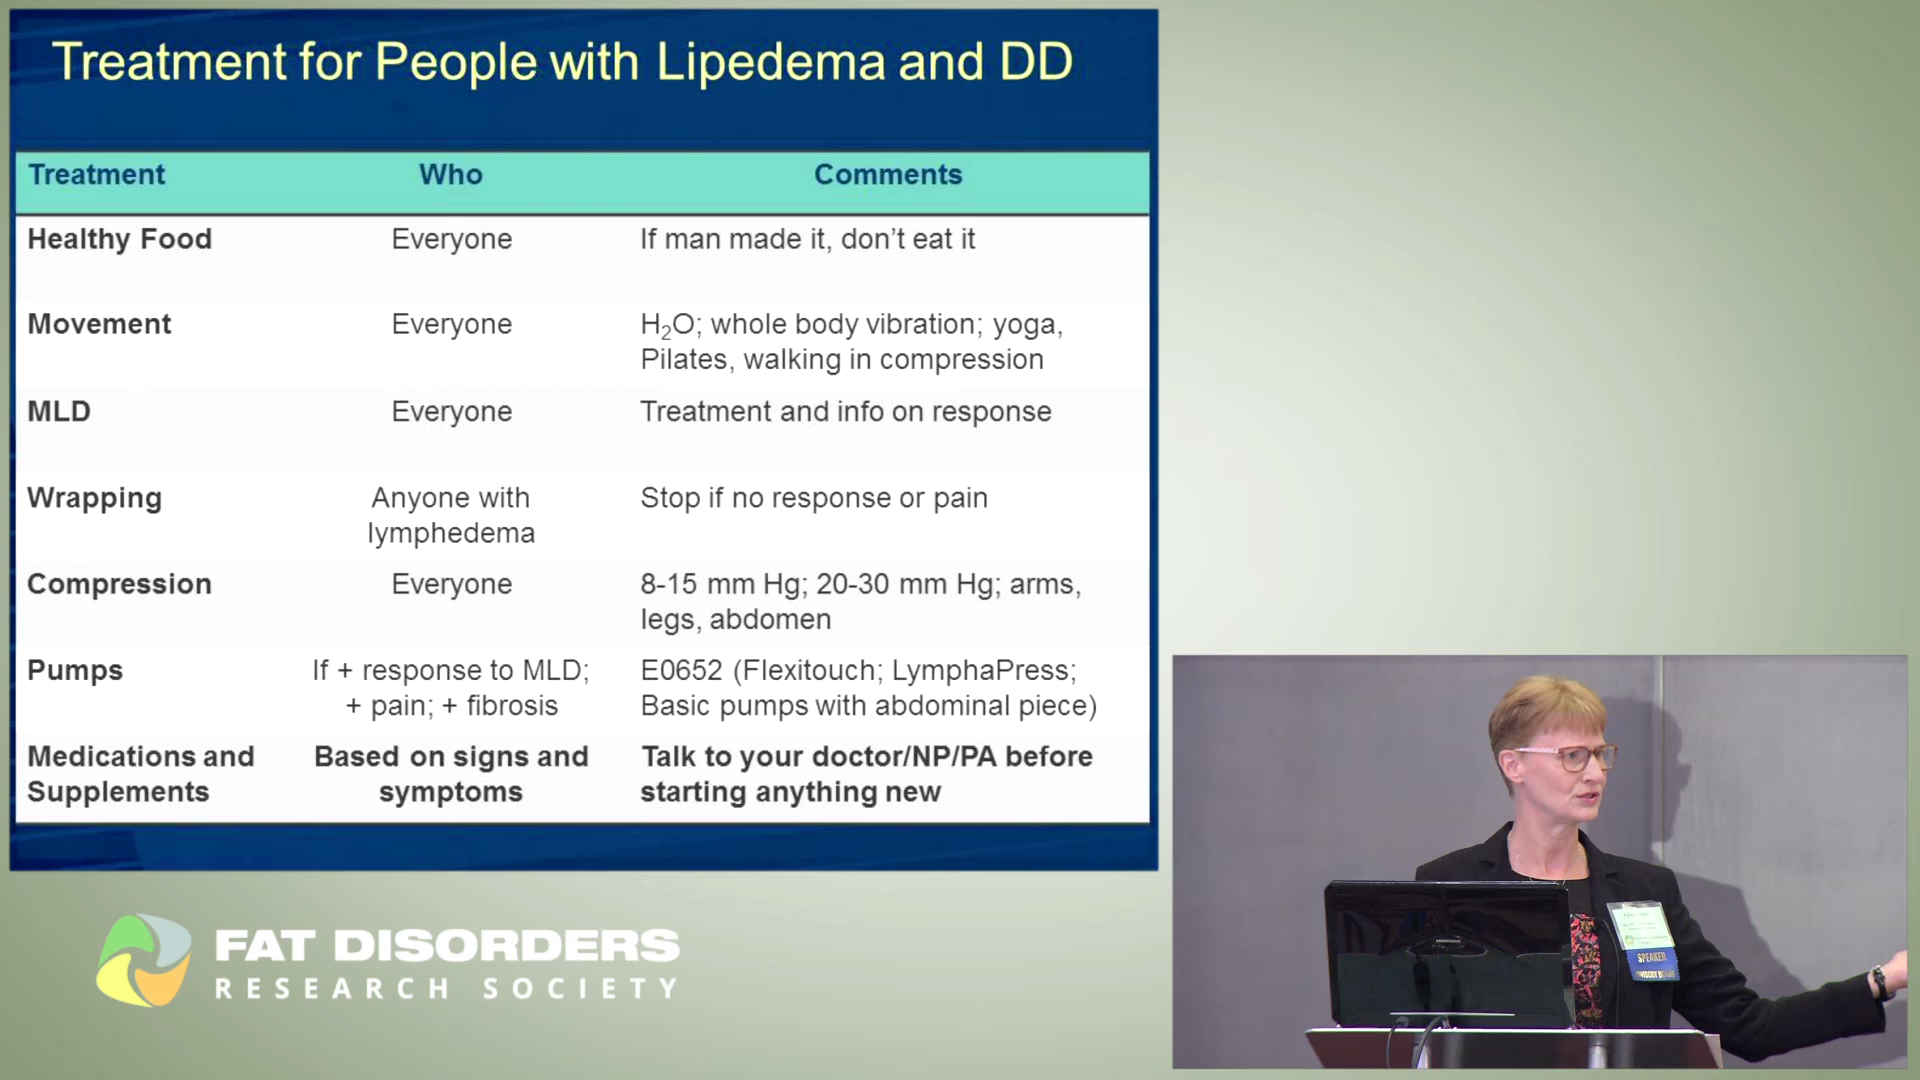 Treatment for People with Lipedema and DD
Treatment Who Comments
Healthy Food Everyone If man made it, don’t eat it
Movement Everyone H₂O; whole body vibration; yoga,
Pilates, walking in compression
MLD Everyone Treatment and info on response
Wrapping Anyone with Stop if no response or pain
lymphedema
Compression Everyone 8-15 mm Hg; 20-30 mm Hg; arms,
legs, abdomen
Pumps If + response to MLD; E0652 (Flexitouch; LymphaPress;
+ pain; + fibrosis Basic pumps with abdominal piece)
Medications and Based on signs and Talk to your doctor/NP/PA before
Supplements symptoms starting anything new
FAT DISORDERS
RESEARCH SOCIETY
SPEAKER